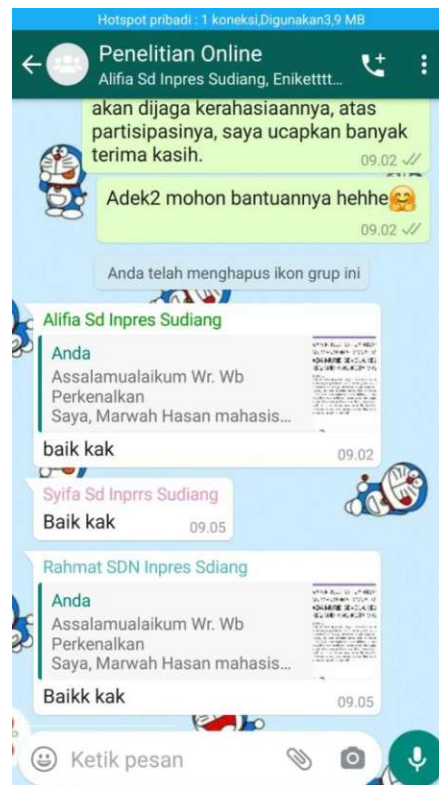 Hotspot pribadi : 1 koneksi,Digunakan3,9 MB
Penelitian Online
Alifia Sd Inpres Sudiang, Eniketttt...
akan dijaga kerahasiaannya, atas
partisipasinya, saya ucapkan banyak
terima kasih.
09.02
Adek2 mohon bantuannya hehhe🤗
09.02
Anda telah menghapus ikon grup ini
Alifia Sd Inpres Sudiang
Anda
Assalamualaikum Wr. Wb
Perkenalkan
Saya, Marwah Hasan mahasis...
baik kak
09.02
Syifa Sd Inprrs Sudiang
Baik kak
09.05
Rahmat SDN Inpres Sdiang
Anda
Assalamualaikum Wr. Wb
Perkenalkan
Saya, Marwah Hasan mahasis...
Baikk kak
09.05
Ketik pesan